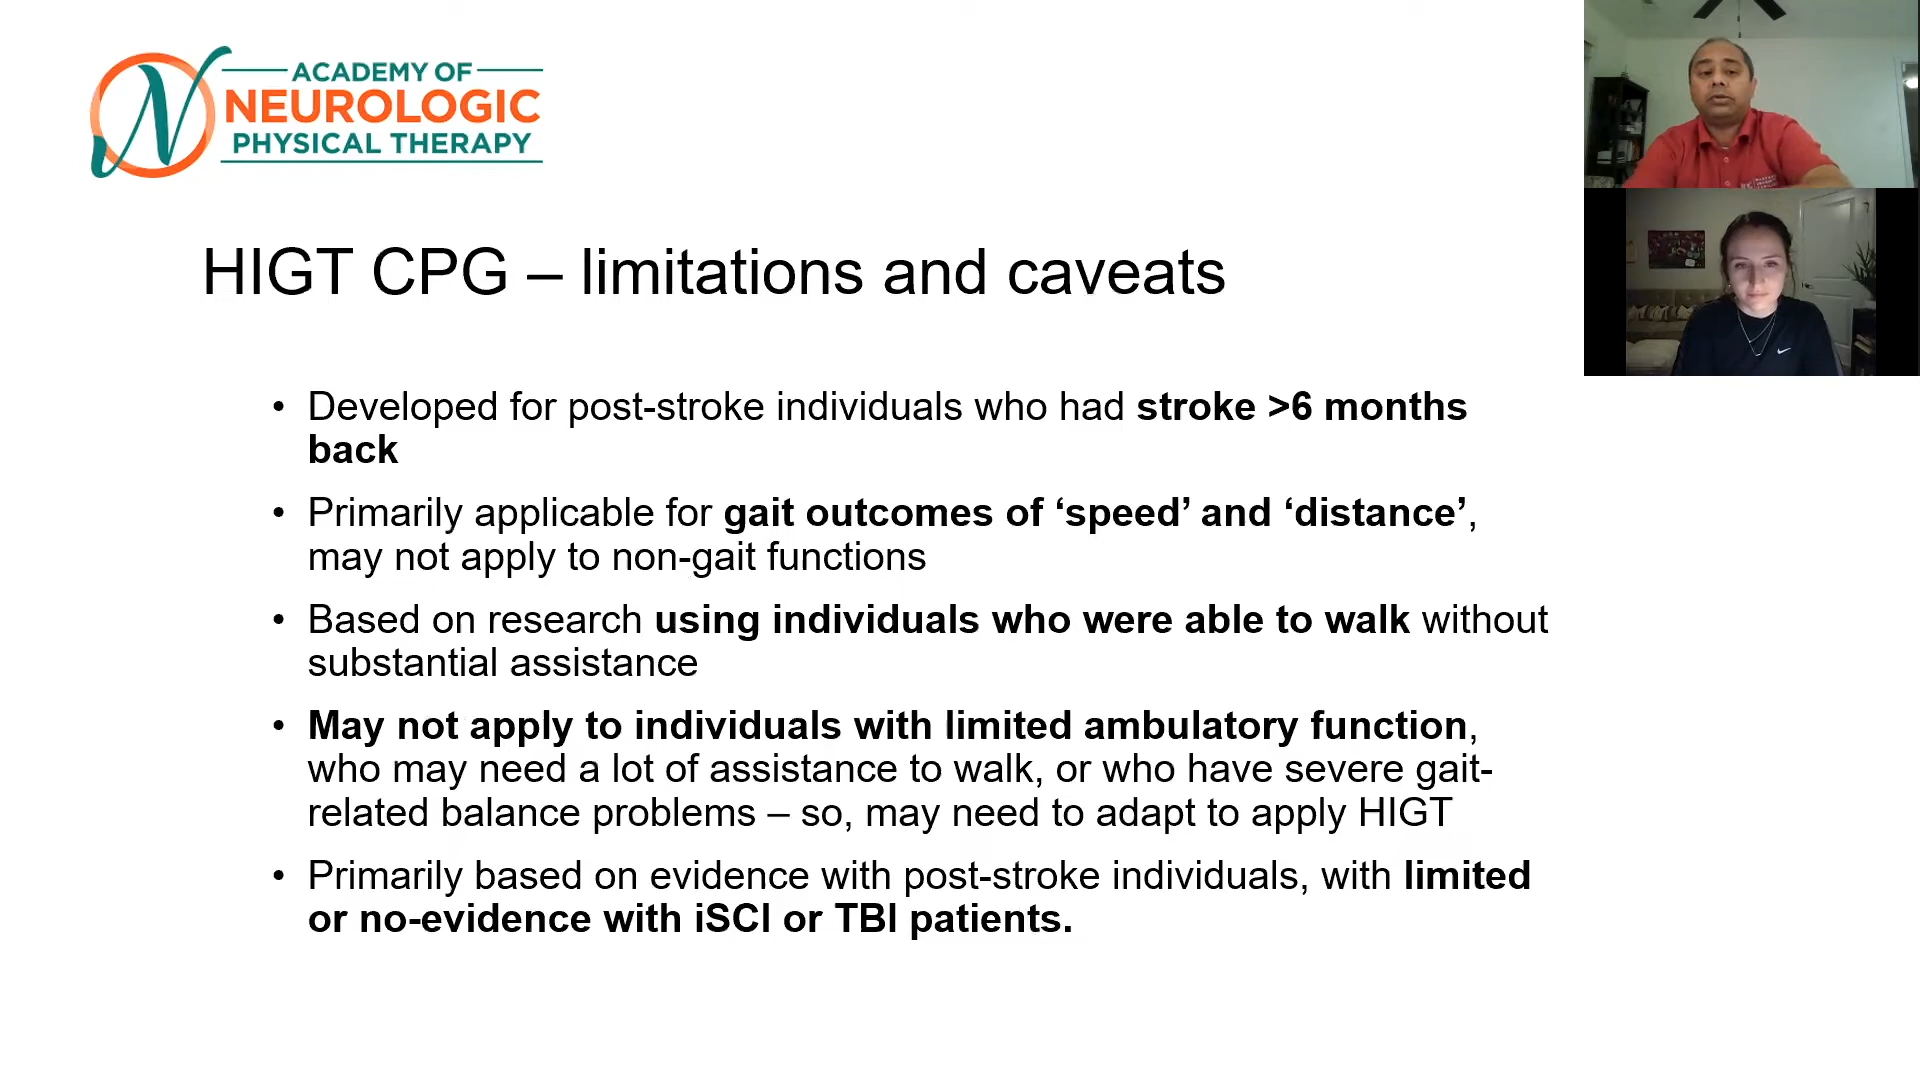 ACADEMY OF
NEUROLOGIC
PHYSICAL THERAPY
HIGT CPG – limitations and caveats
• Developed for post-stroke individuals who had stroke >6 months
back
• Primarily applicable for gait outcomes of ‘speed’ and ‘distance’,
may not apply to non-gait functions
• Based on research using individuals who were able to walk without
substantial assistance
• May not apply to individuals with limited ambulatory function,
who may need a lot of assistance to walk, or who have severe gait-
related balance problems – so, may need to adapt to apply HIGT
• Primarily based on evidence with post-stroke individuals, with limited
or no-evidence with iSCI or TBI patients.